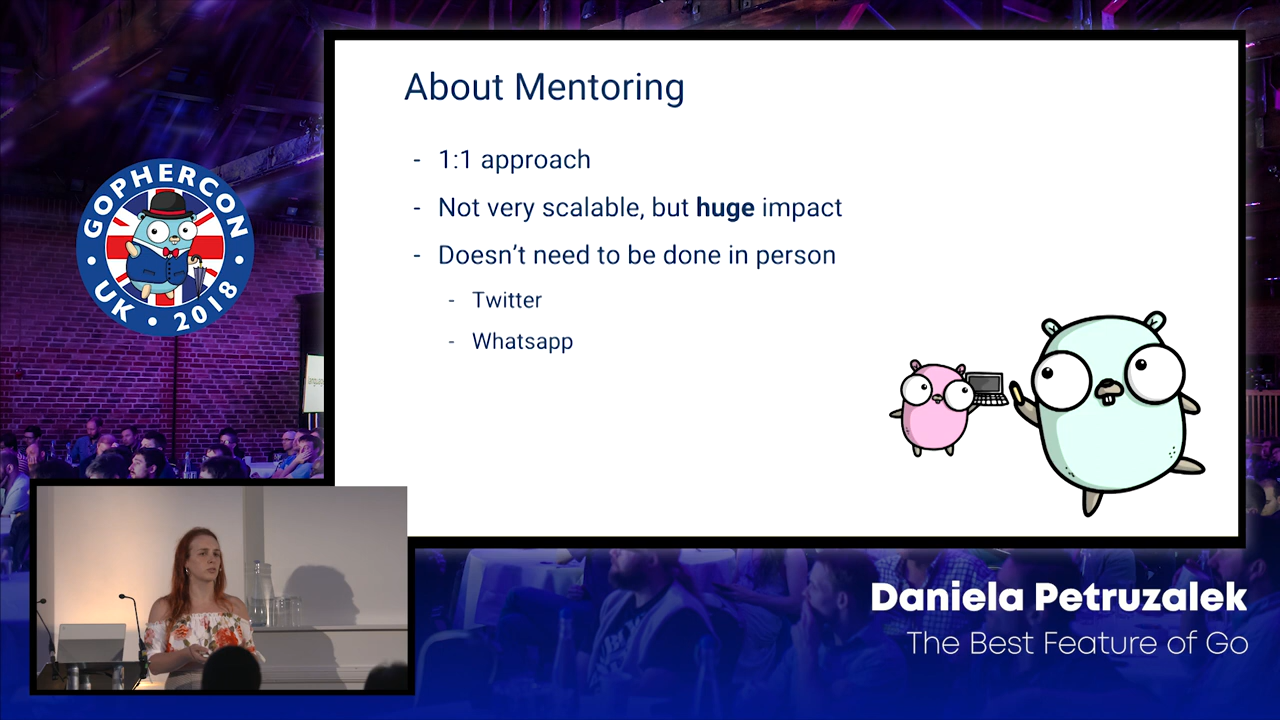 About Mentoring
- 1:1 approach
- Not very scalable, but huge impact
- Doesn’t need to be done in person
- Twitter
- Whatsapp
GOPHERCON
UK • 2018
Daniela Petruzalek
The Best Feature of Go